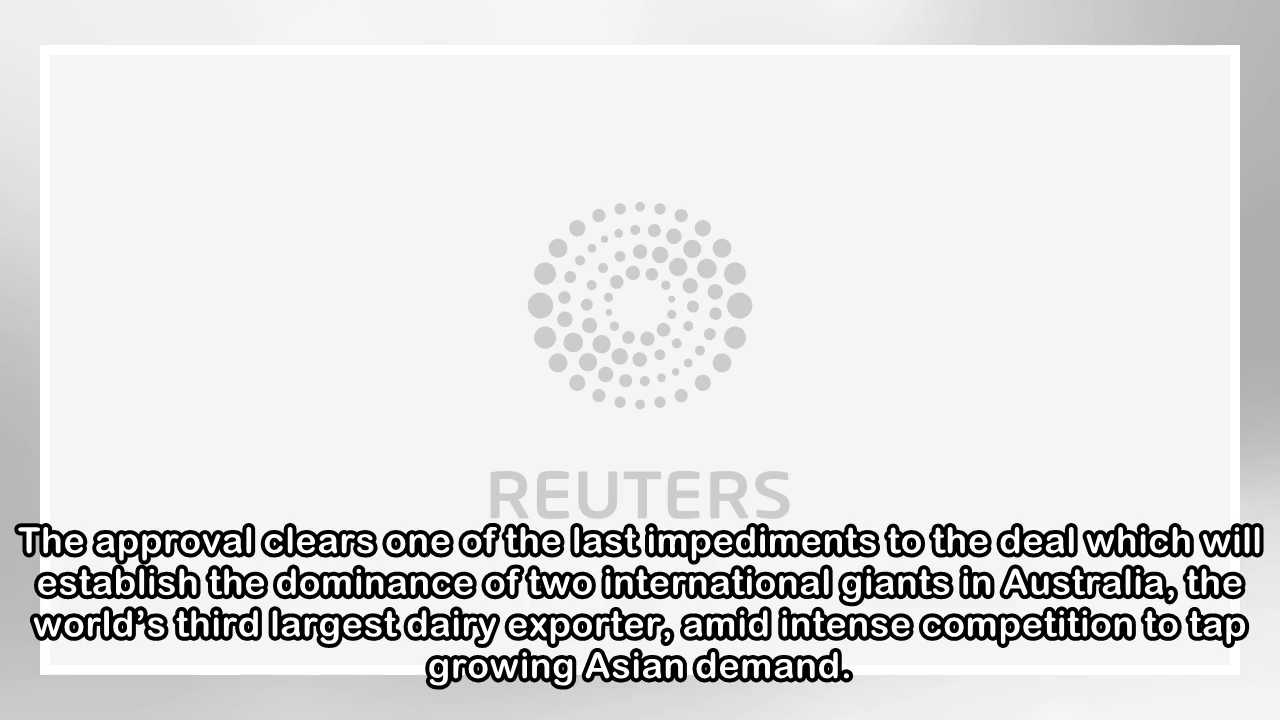 REUTERS
The approval clears one of the last impediments to the deal which will
establish the dominance of two international giants in Australia, the
world’s third largest dairy exporter, amid intense competition to tap
growing Asian demand.